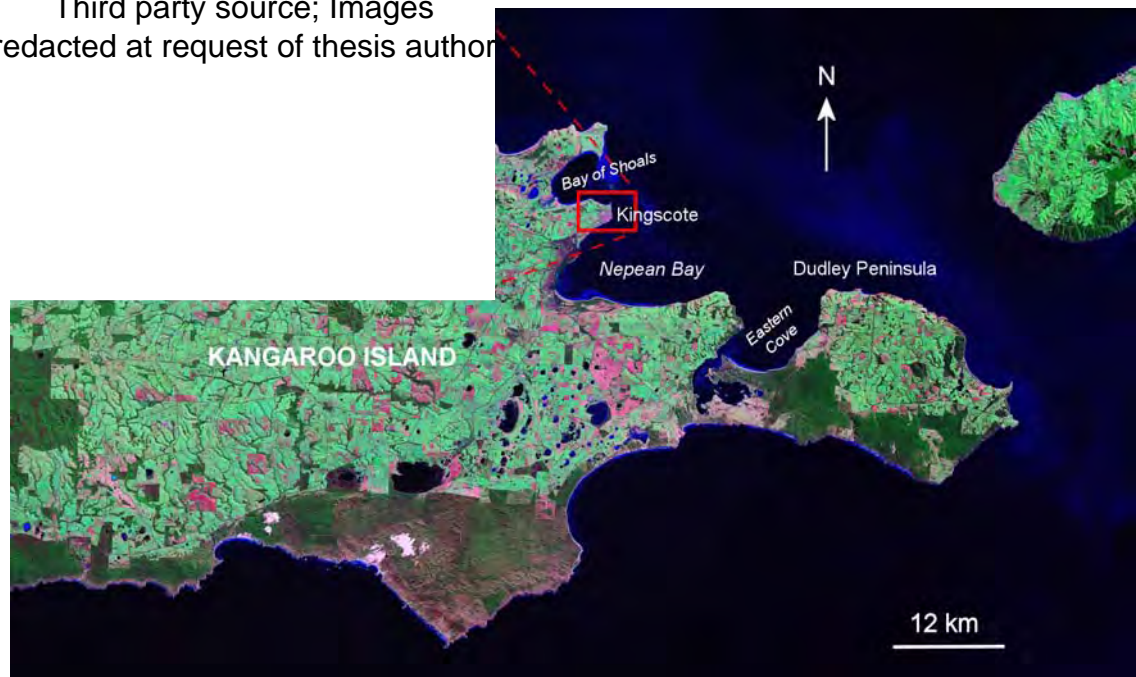 Third party source; Images
redacted at request of thesis author
N
Bay of Shoals
Kingscote
Nepean Bay
Dudley Peninsula
Eastern
Cove
KANGAROO ISLAND
12 km